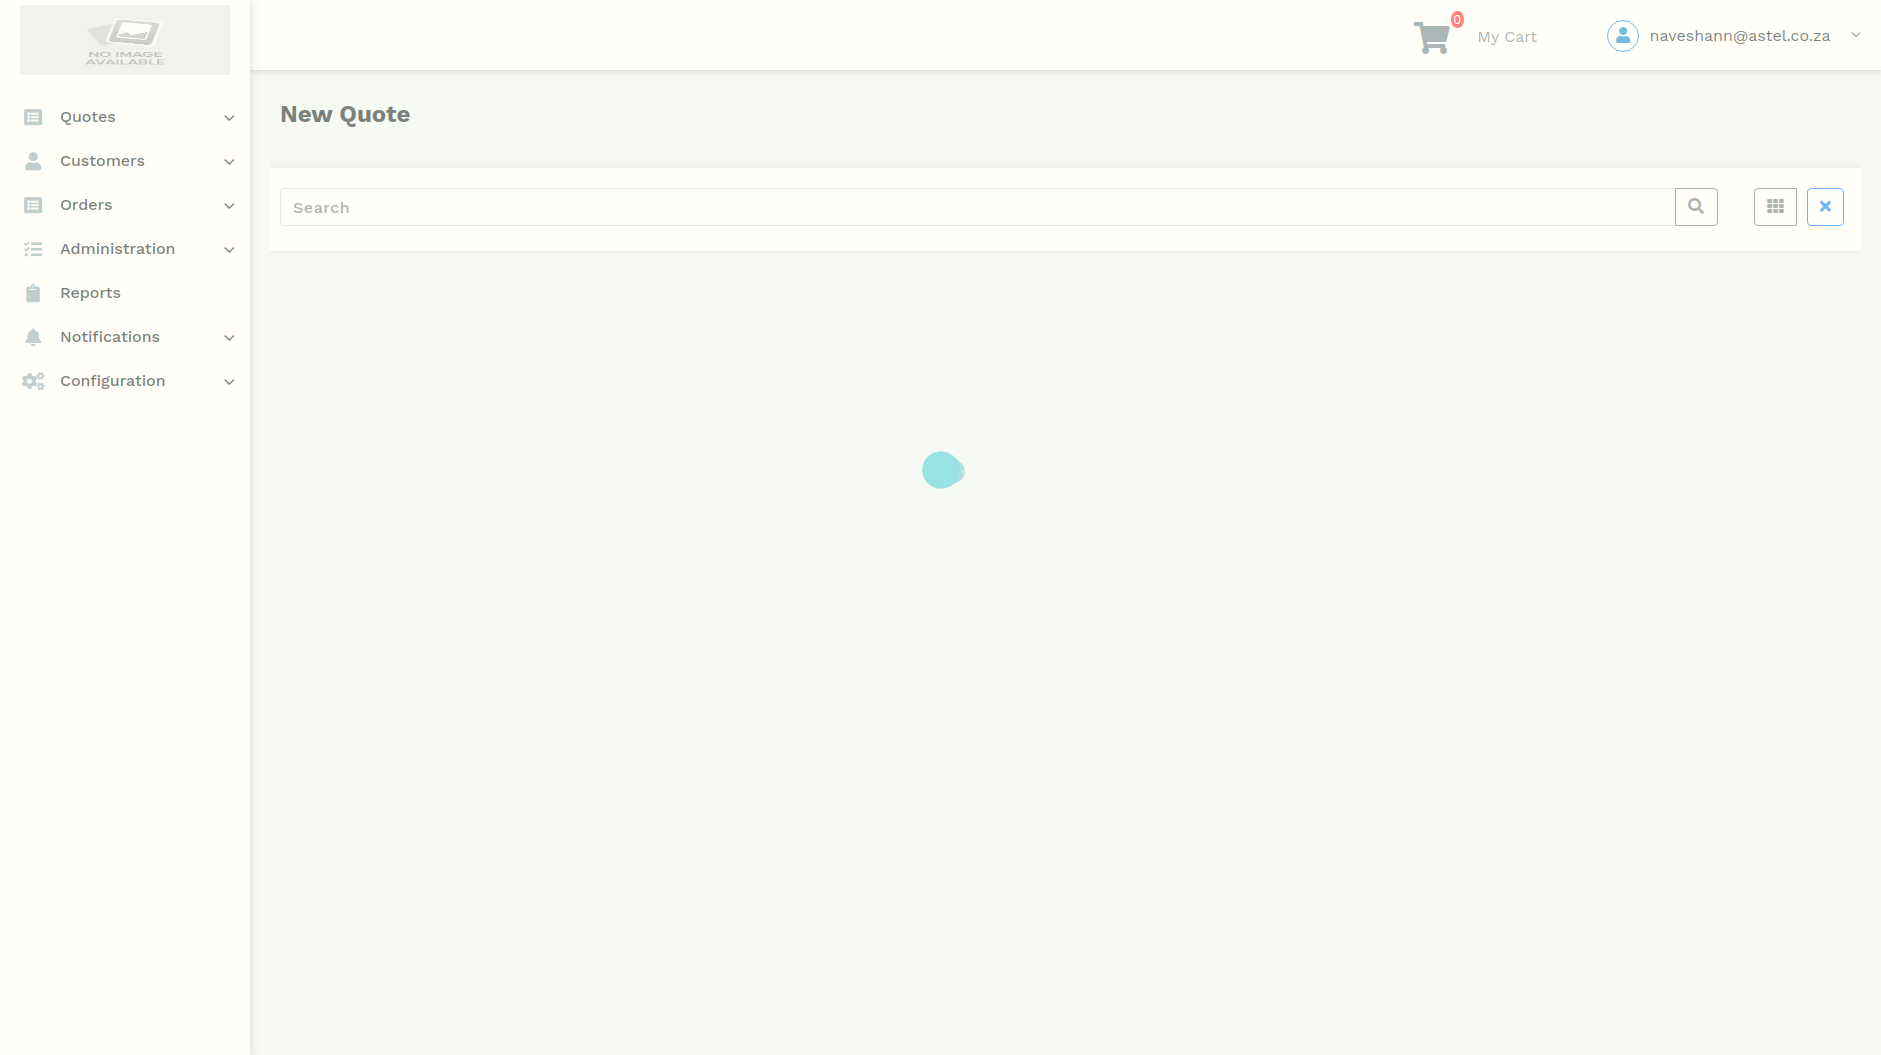 NO IMAGE
AVAILABLE
0
My Cart
naveshann@astel.co.za
Quotes
Customers
Orders
Administration
Reports
Notifications
Configuration
New Quote
Search